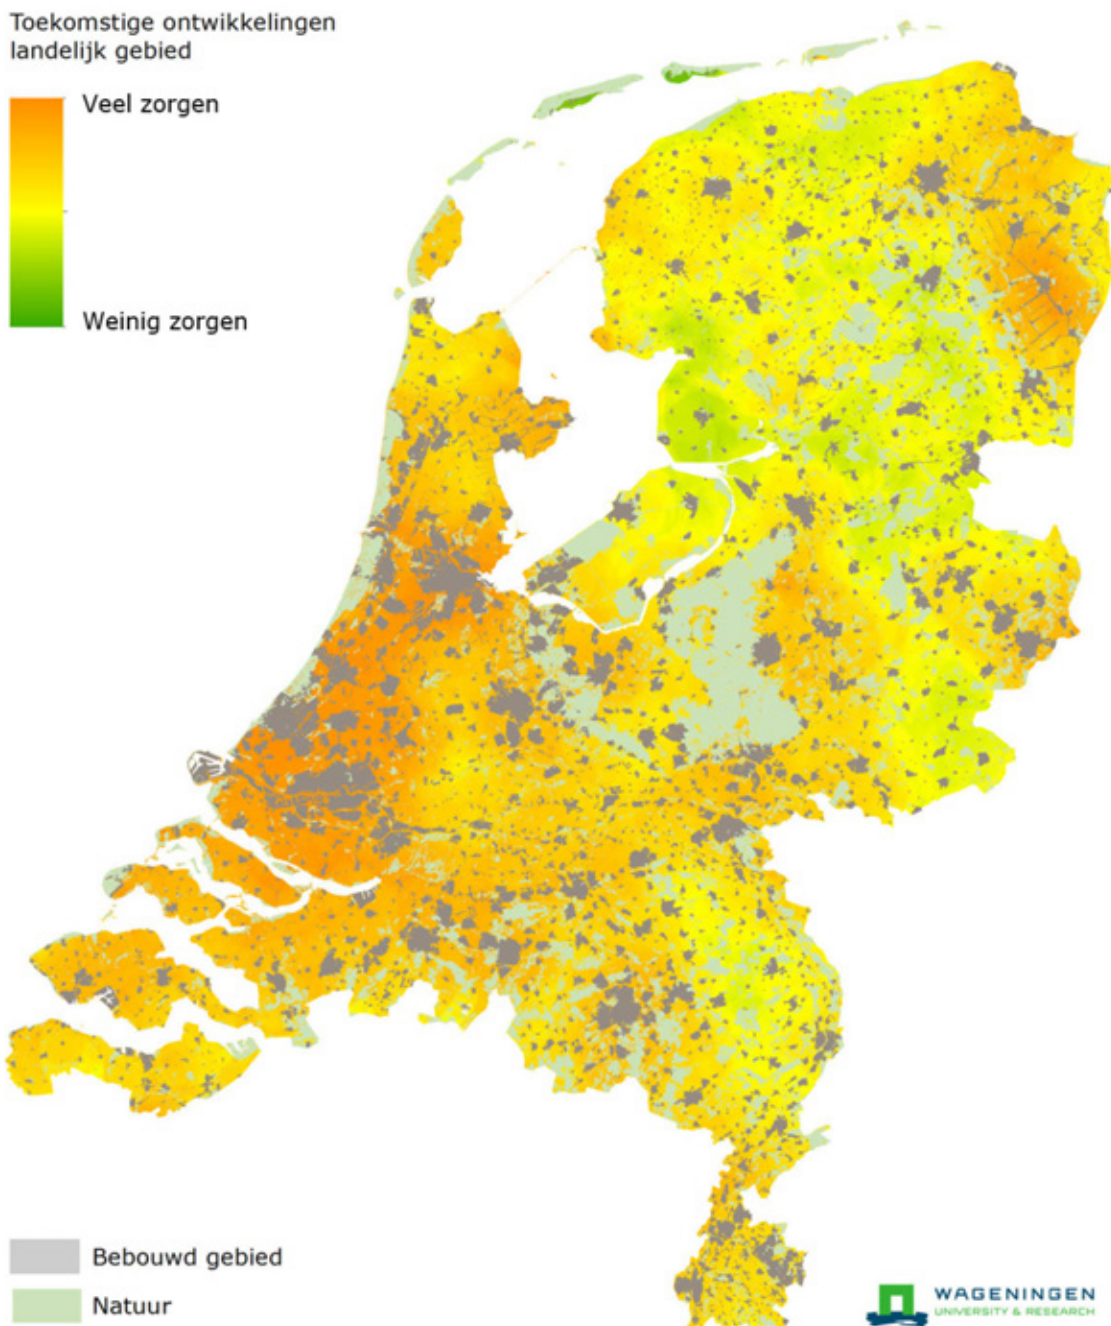 Toekomstige ontwikkelingen
landelijk gebied
Veel zorgen
Weinig zorgen
Bebouwd gebied
Natuur
WAGENINGEN
UNIVERSITY & RESEARCH